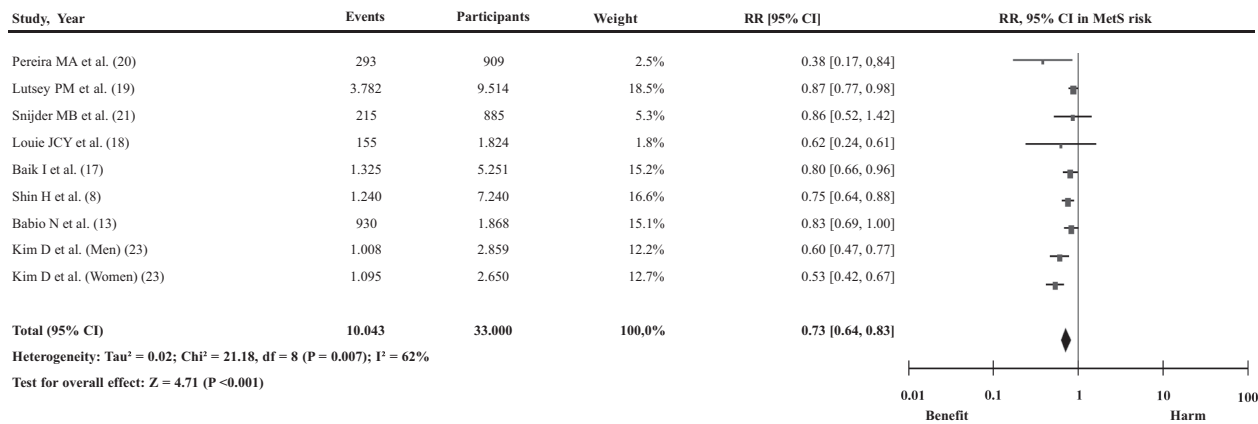 Study, Year Events Participants Weight RR [95% CI] RR, 95% CI in MetS risk
Pereira MA et al. (20) 293 909 2.5% 0.38 [0.17, 0,84]
Lutsey PM et al. (19) 3.782 9.514 18.5% 0.87 [0.77, 0.98]
Snijder MB et al. (21) 215 885 5.3% 0.86 [0.52, 1.42]
Louie JCY et al. (18) 155 1.824 1.8% 0.62 [0.24, 0.61]
Baik I et al. (17) 1.325 5.251 15.2% 0.80 [0.66, 0.96]
Shin H et al. (8) 1.240 7.240 16.6% 0.75 [0.64, 0.88]
Babio N et al. (13) 930 1.868 15.1% 0.83 [0.69, 1.00]
Kim D et al. (Men) (23) 1.008 2.859 12.2% 0.60 [0.47, 0.77]
Kim D et al. (Women) (23) 1.095 2.650 12.7% 0.53 [0.42, 0.67]
Total (95% CI) 10.043 33.000 100,0% 0.73 [0.64, 0.83]
Heterogeneity: Tau² = 0.02; Chi² = 21.18, df = 8 (P = 0.007); I² = 62%
Test for overall effect: Z = 4.71 (P <0.001)
0.01 0.1 1 10 100
Benefit Harm